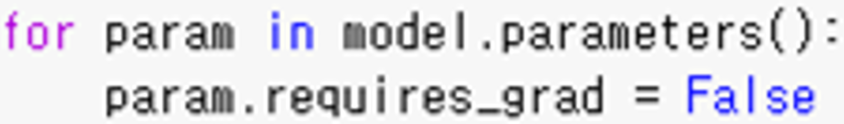 for param in model.parameters():
    param.requires_grad = False